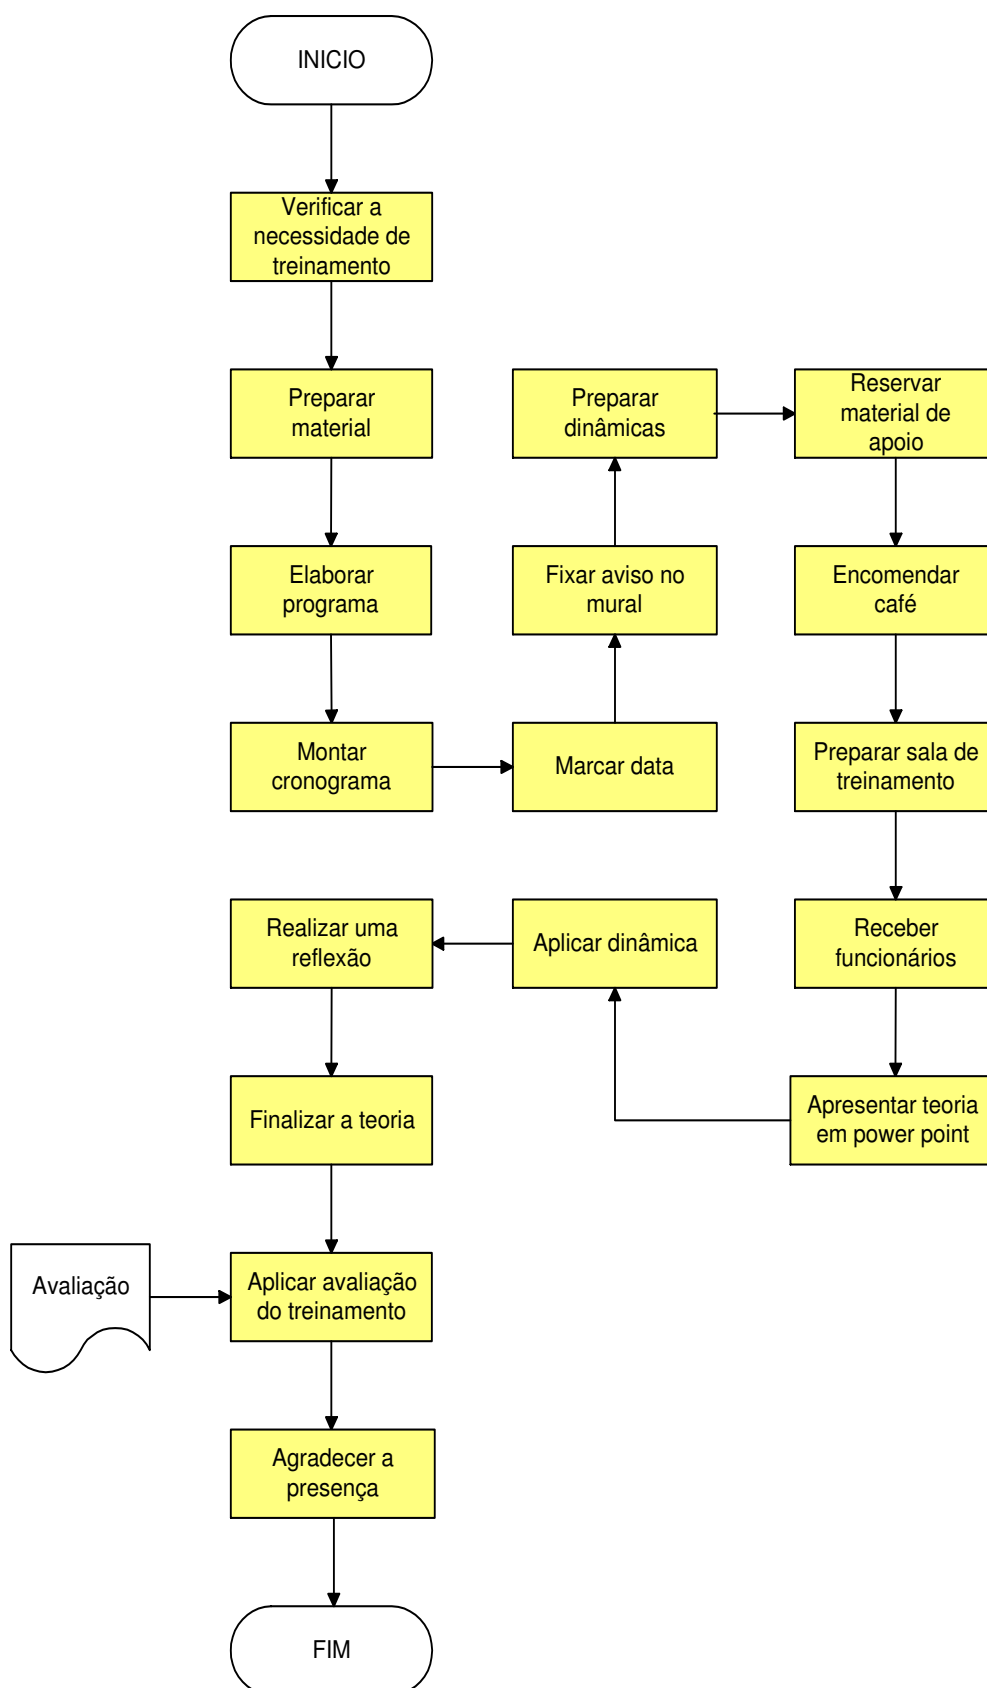 INICIO
Verificar a
necessidade de
treinamento
Preparar
material
Elaborar
programa
Montar
cronograma
Marcar data
Fixar aviso no
mural
Preparar
dinâmicas
Reservar
material de
apoio
Encomendar
café
Preparar sala de
treinamento
Receber
funcionários
Apresentar teoria
em power point
Aplicar dinâmica
Realizar uma
reflexão
Finalizar a teoria
Avaliação
Aplicar avaliação
do treinamento
Agradecer a
presença
FIM